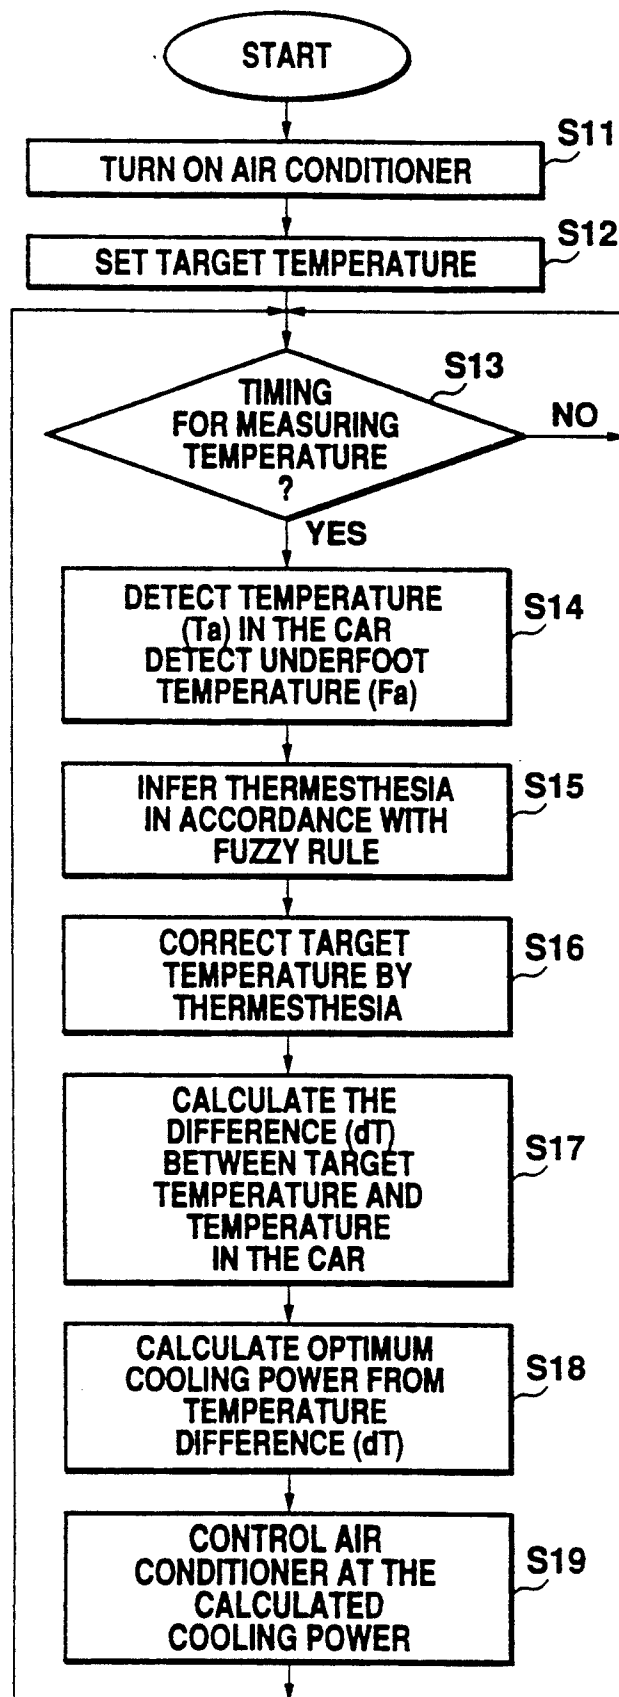 START
S11
TURN ON AIR CONDITIONER
S12
SET TARGET TEMPERATURE
S13
TIMING
FOR MEASURING
TEMPERATURE
?
NO
YES
DETECT TEMPERATURE
(Ta) IN THE CAR
DETECT UNDERFOOT
TEMPERATURE (Fa)
S14
INFER THERMESTHESIA
IN ACCORDANCE WITH
FUZZY RULE
S15
CORRECT TARGET
TEMPERATURE BY
THERMESTHESIA
S16
CALCULATE THE
DIFFERENCE (dT)
BETWEEN TARGET
TEMPERATURE AND
TEMPERATURE
IN THE CAR
S17
CALCULATE OPTIMUM
COOLING POWER FROM
TEMPERATURE
DIFFERENCE (dT)
S18
CONTROL AIR
CONDITIONER AT THE
CALCULATED
COOLING POWER
S19